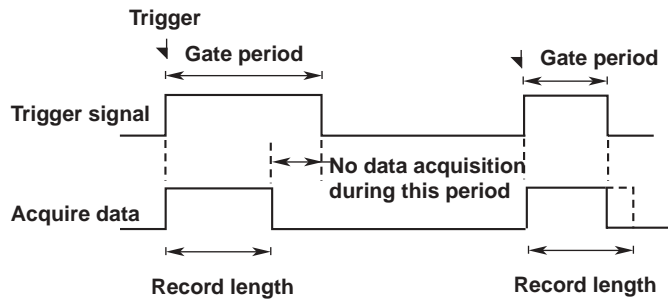 Trigger
Gate period
Gate period
Trigger signal
No data acquisition
during this period
Acquire data
Record length
Record length